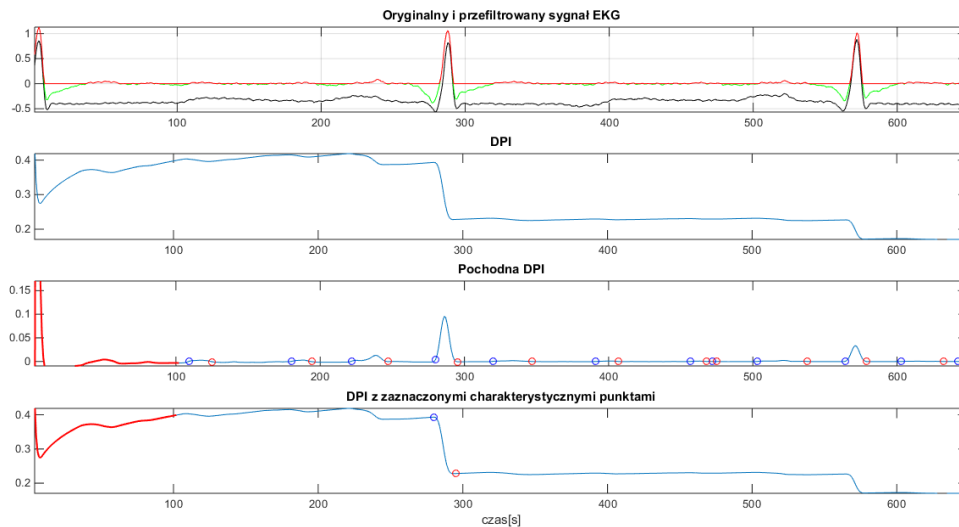 Oryginalny i przefiltrowany sygnał EKG
1
0.5
0
-0.5
100 200 300 400 500 600
DPI
0.4
0.3
0.2
100 200 300 400 500 600
Pochodna DPI
0.15
0.1
0.05
0
100 200 300 400 500 600
DPI z zaznaczonymi charakterystycznymi punktami
0.4
0.3
0.2
100 200 300 400 500 600
czas[s]